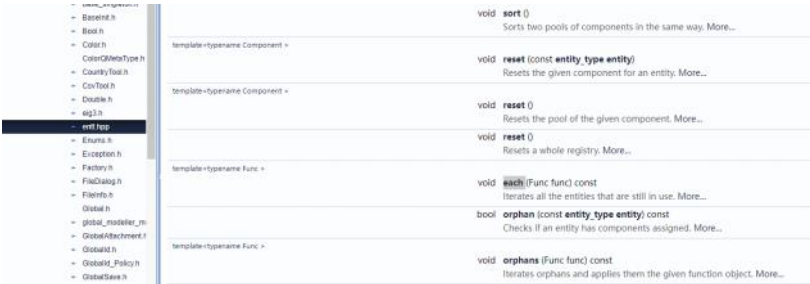 BaseInit.h
Bool.h
Color.h
ColorQMetaType.h
CountryTool.h
CovTool.h
Double.h
eig3.h
entt.hpp
Enums.h
Exception.h
Factory.h
FileDialog.h
FileInfo.h
Global.h
global_modeller_m
GlobalAttachment.h
GlobalId.h
GlobalId_Policy.h
GlobalSave.h
void sort ()
Sorts two pools of components in the same way. More...
template<typename Component >
void reset (const entity_type entity)
Resets the given component for an entity. More...
template<typename Component >
void reset ()
Resets the pool of the given component. More...
void reset ()
Resets a whole registry. More...
template<typename Func >
void each (Func func) const
Iterates all the entities that are still in use. More...
bool orphan (const entity_type entity) const
Checks if an entity has components assigned. More...
template<typename Func >
void orphans (Func func) const
Iterates orphans and applies them the given function object. More...